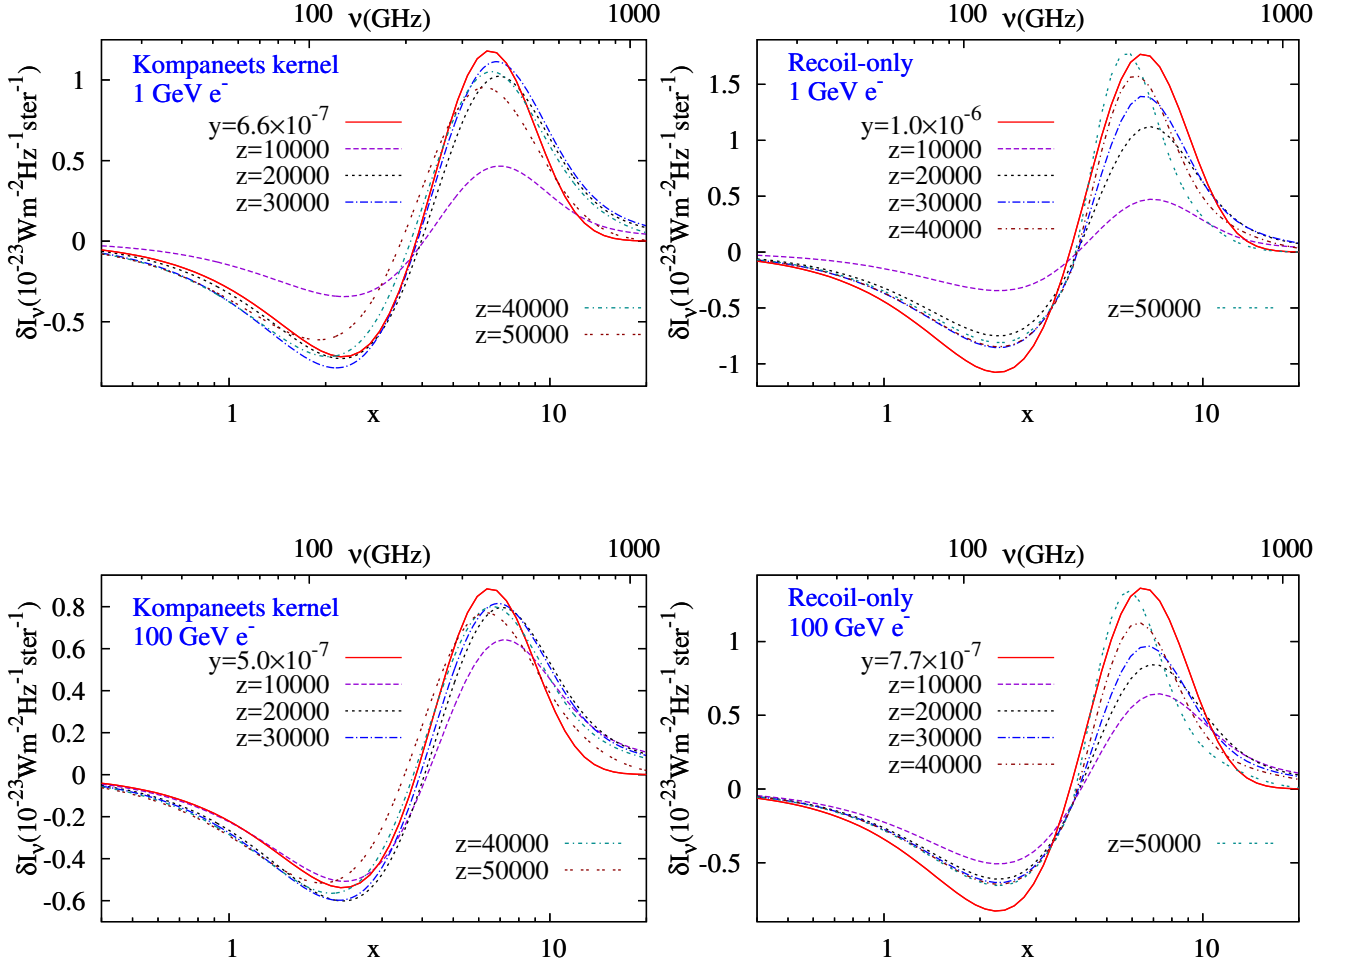 100 ν(GHz) 1000
Kompaneets kernel
1 GeV e⁻
y=6.6×10⁻⁷
z=10000
z=20000
z=30000
z=40000
z=50000
1
0.5
0
-0.5
δI_ν(10⁻²³Wm⁻²Hz⁻¹ster⁻¹)
1 x 10
100 ν(GHz) 1000
Recoil-only
1 GeV e⁻
y=1.0×10⁻⁶
z=10000
z=20000
z=30000
z=40000
z=50000
1.5
1
0.5
0
-0.5
-1
δI_ν(10⁻²³Wm⁻²Hz⁻¹ster⁻¹)
1 x 10
100 ν(GHz) 1000
Kompaneets kernel
100 GeV e⁻
y=5.0×10⁻⁷
z=10000
z=20000
z=30000
z=40000
z=50000
0.8
0.6
0.4
0.2
0
-0.2
-0.4
-0.6
δI_ν(10⁻²³Wm⁻²Hz⁻¹ster⁻¹)
1 x 10
100 ν(GHz) 1000
Recoil-only
100 GeV e⁻
y=7.7×10⁻⁷
z=10000
z=20000
z=30000
z=40000
z=50000
1
0.5
0
-0.5
δI_ν(10⁻²³Wm⁻²Hz⁻¹ster⁻¹)
1 x 10